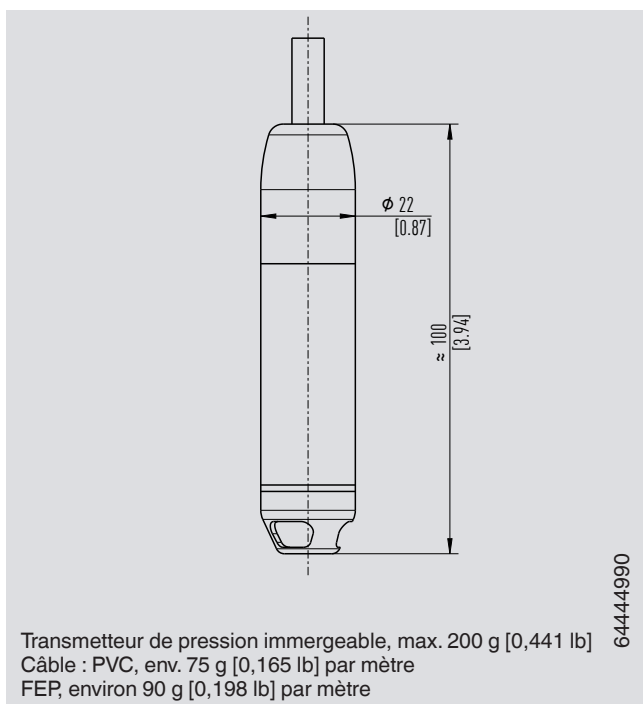 ϕ 22
[0.87]
≈ 100
[3.94]
64444990
Transmetteur de pression immergeable, max. 200 g [0,441 lb]
Câble : PVC, env. 75 g [0,165 lb] par mètre
FEP, environ 90 g [0,198 lb] par mètre